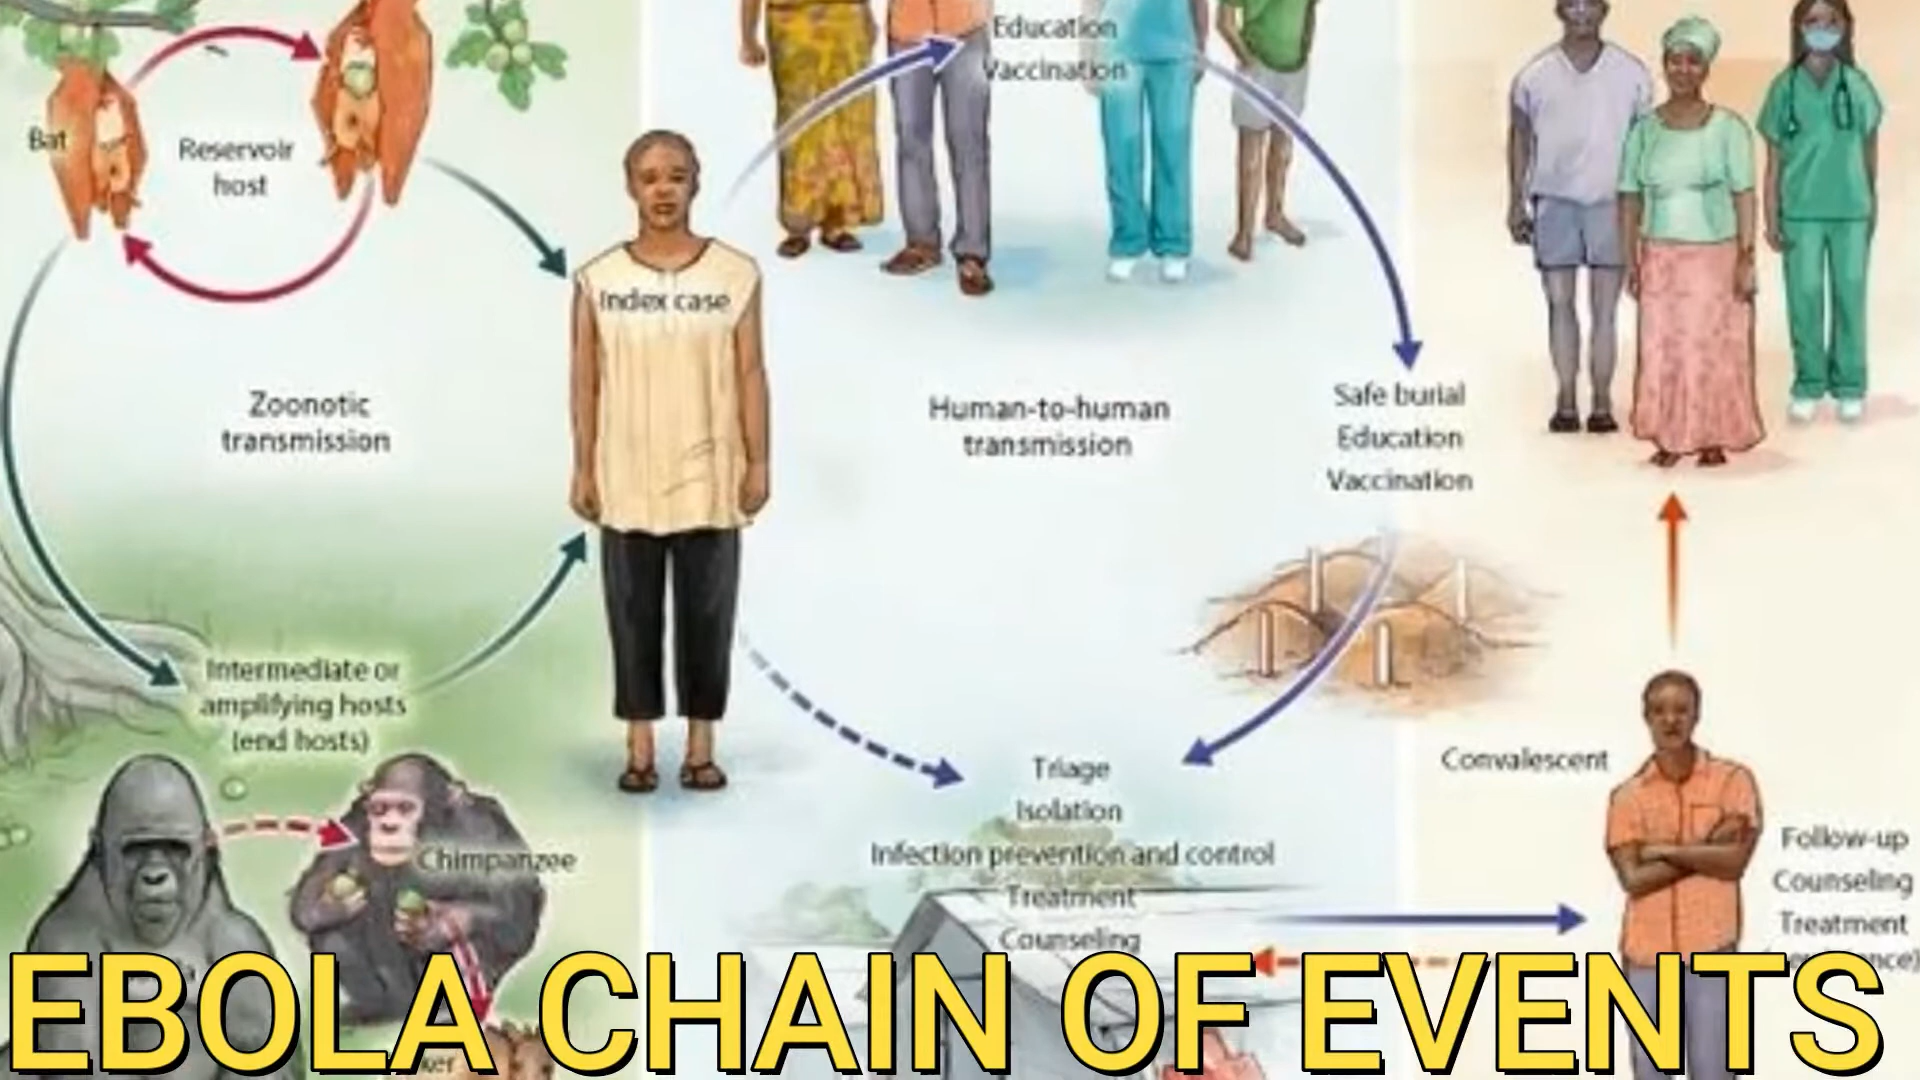 Education
Vaccination
Bat
Reservoir
host
Index case
Zoonotic
transmission
Human-to-human
transmission
Safe burial
Education
Vaccination
Intermediate or
amplifying hosts
(end hosts)
Chimpanzee
Triage
Isolation
Infection prevention and control
Treatment
Counseling
Convalescent
Follow-up
Counseling
Treatment
EBOLA CHAIN OF EVENTS